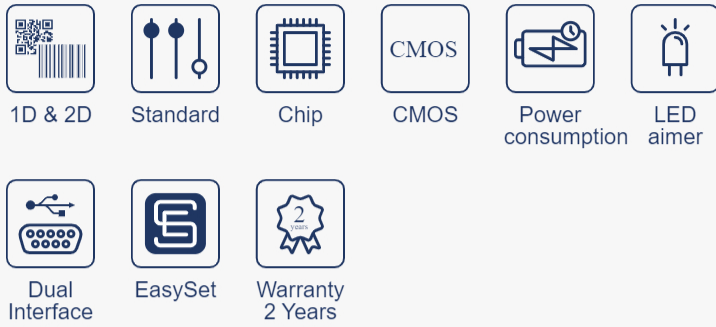 CMOS
1D & 2D
Standard
Chip
CMOS
Power
consumption
LED
aimer
2
years
Dual
Interface
EasySet
Warranty
2 Years